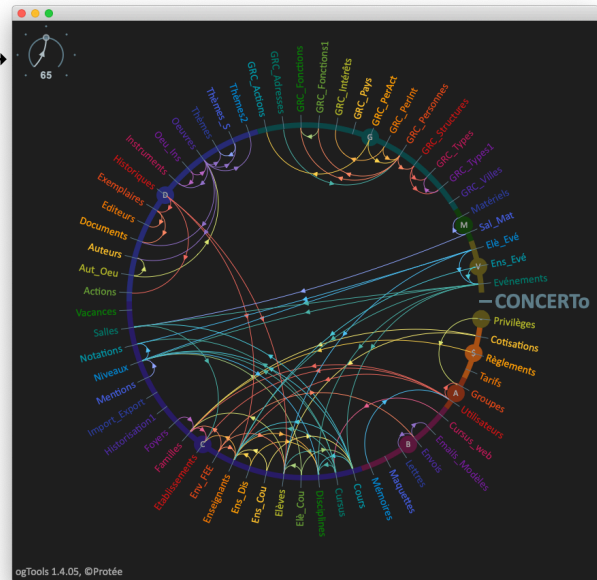 65
GRC_Actions
GRC_Adresses
GRC_Fonctions
GRC_Fonctions1
GRC_Intérêts
GRC_Pays
GRC_PerAct
GRC_PerInt
GRC_Personnes
GRC_Structures
GRC_Types
GRC_Types1
GRC_Villes
Matériels
Sal_Mat
Elè_Evé
Ens_Evé
Evénements
CONCERTo
Privilèges
Cotisations
Règlements
Tarifs
Groupes
Utilisateurs
Cursus_web
Emails_Modèles
Envois
Lettres
Maquettes
Mémoires
Cours
Cursus
Disciplines
Elè_Cou
Elèves
Ens_Cou
Ens_Dis
Enseignants
Env_FEE
Etablissements
Familles
Foyers
Historisation1
Import_Export
Mentions
Niveaux
Notations
Salles
Vacances
Actions
Aut_Oeu
Auteurs
Documents
Editeurs
Exemplaires
Historiques
Instruments
Oeu_Ins
Oeuvres
Thèmes
Thèmes_S
Thèmes2
G
D
M
V
S
A
B
C
ogTools 1.4.05, ©Protée